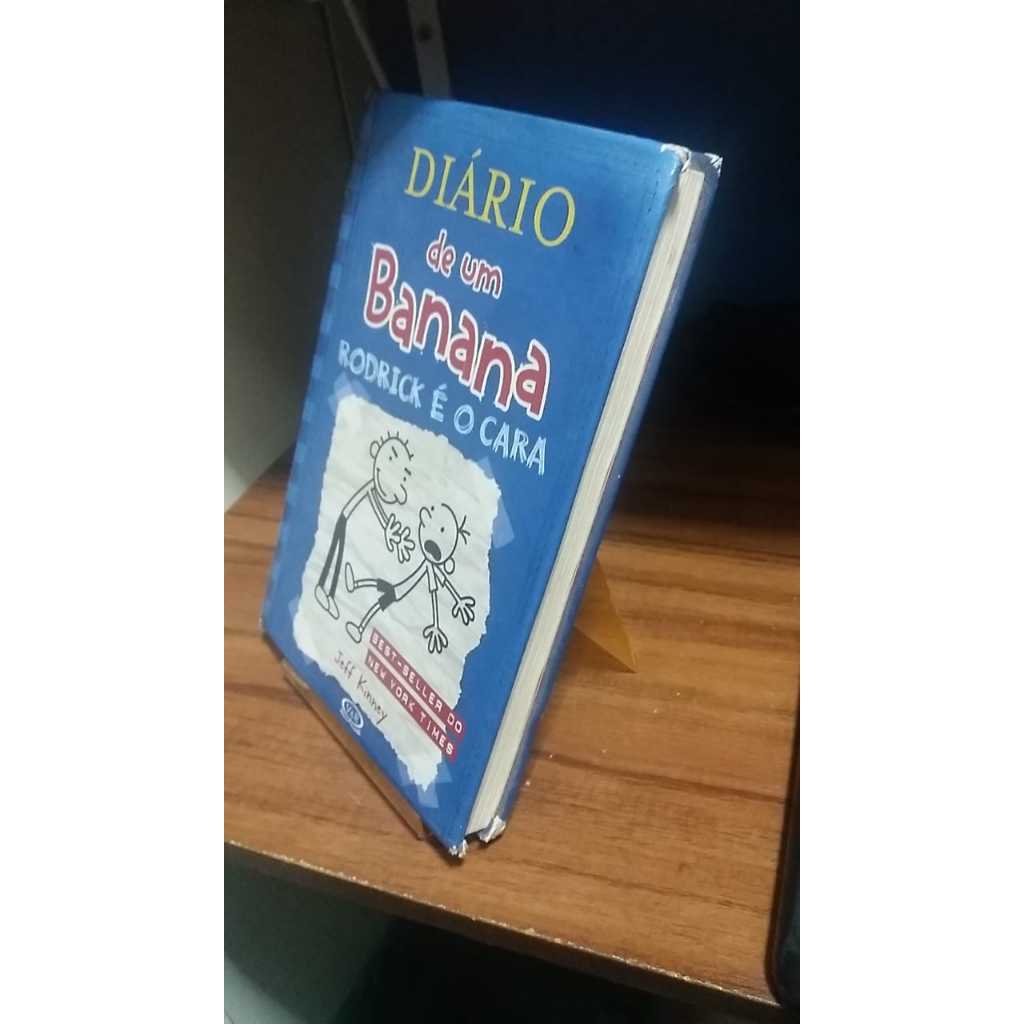 DIÁRIO
de um
Banana
RODRICK É O CARA
BEST-SELLER DO
NEW YORK TIMES
Jeff Kinney